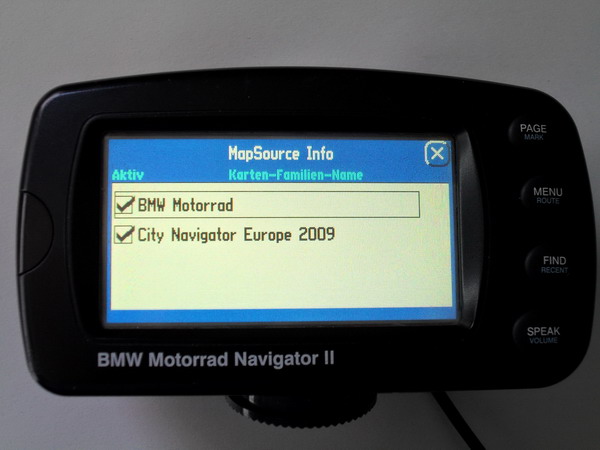 MapSource Info
Aktiv Karten-Familien-Name
BMW Motorrad
City Navigator Europe 2009
PAGE
MARK
MENU
ROUTE
FIND
RECENT
SPEAK
VOLUME
BMW Motorrad Navigator II